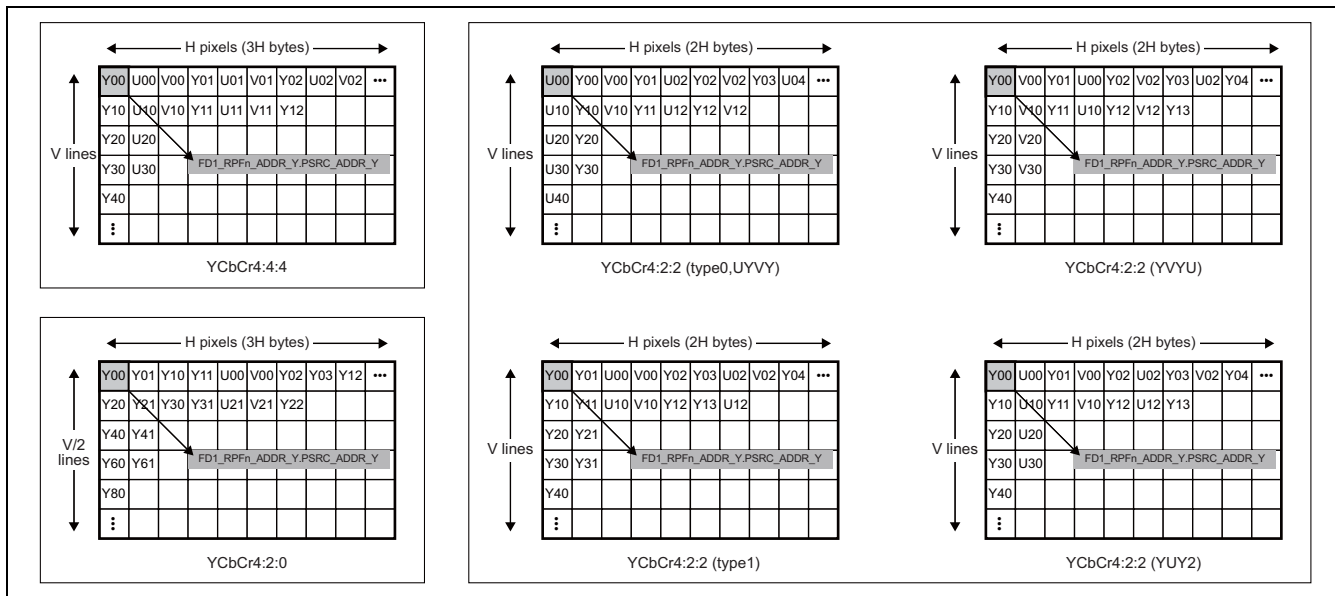 H pixels (3H bytes)
V lines
Y00 U00 V00 Y01 U01 V01 Y02 U02 V02 •••
Y10 U10 V10 Y11 U11 V11 Y12
Y20 U20
Y30 U30 FD1_RPFn_ADDR_Y.PSRC_ADDR_Y
Y40
⋮
YCbCr4:4:4
H pixels (2H bytes)
V lines
U00 Y00 V00 Y01 U02 Y02 V02 Y03 U04 •••
U10 Y10 V10 Y11 U12 Y12 V12
U20 Y20
U30 Y30 FD1_RPFn_ADDR_Y.PSRC_ADDR_Y
U40
⋮
YCbCr4:2:2 (type0,UYVY)
H pixels (2H bytes)
V lines
Y00 V00 Y01 U00 Y02 V02 Y03 U02 Y04 •••
Y10 V10 Y11 U10 Y12 V12 Y13
Y20 V20
Y30 V30 FD1_RPFn_ADDR_Y.PSRC_ADDR_Y
Y40
⋮
YCbCr4:2:2 (YVYU)
H pixels (3H bytes)
V/2
lines
Y00 Y01 Y10 Y11 U00 V00 Y02 Y03 Y12 •••
Y20 Y21 Y30 Y31 U21 V21 Y22
Y40 Y41
Y60 Y61 FD1_RPFn_ADDR_Y.PSRC_ADDR_Y
Y80
⋮
YCbCr4:2:0
H pixels (2H bytes)
V lines
Y00 Y01 U00 V00 Y02 Y03 U02 V02 Y04 •••
Y10 Y11 U10 V10 Y12 Y13 U12
Y20 Y21
Y30 Y31 FD1_RPFn_ADDR_Y.PSRC_ADDR_Y
Y40
⋮
YCbCr4:2:2 (type1)
H pixels (2H bytes)
V lines
Y00 U00 Y01 V00 Y02 U02 Y03 V02 Y04 •••
Y10 U10 Y11 V10 Y12 U12 Y13
Y20 U20
Y30 U30 FD1_RPFn_ADDR_Y.PSRC_ADDR_Y
Y40
⋮
YCbCr4:2:2 (YUY2)